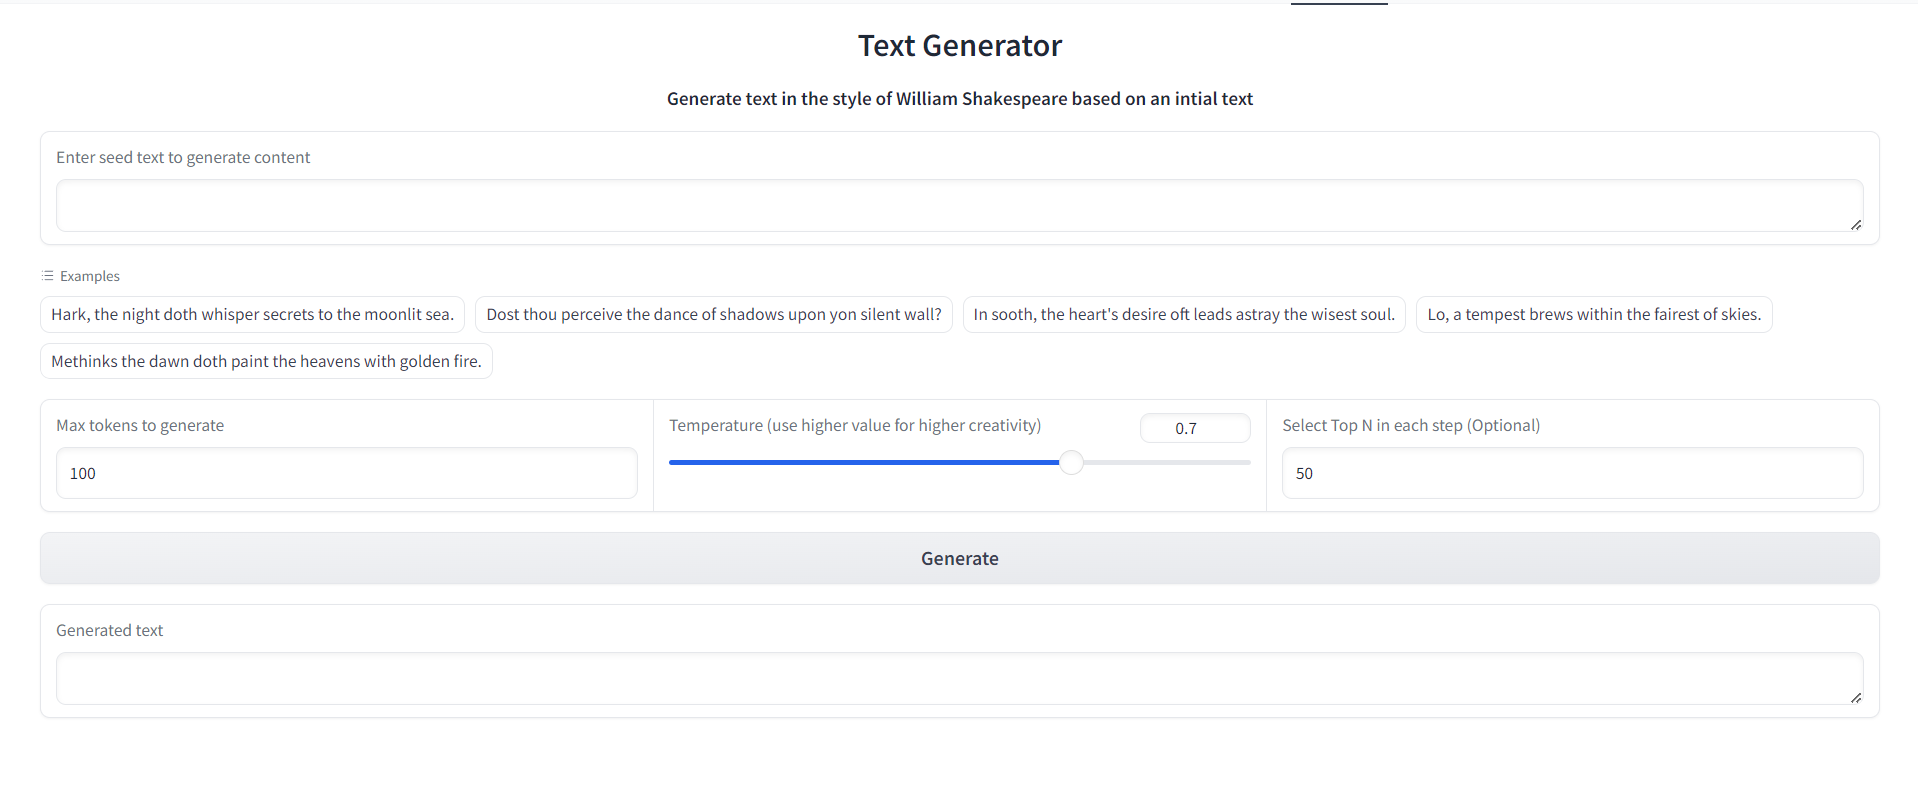 Text Generator
Generate text in the style of William Shakespeare based on an intial text
Enter seed text to generate content
Examples
Hark, the night doth whisper secrets to the moonlit sea.
Dost thou perceive the dance of shadows upon yon silent wall?
In sooth, the heart's desire oft leads astray the wisest soul.
Lo, a tempest brews within the fairest of skies.
Methinks the dawn doth paint the heavens with golden fire.
Max tokens to generate
100
Temperature (use higher value for higher creativity)
0.7
Select Top N in each step (Optional)
50
Generate
Generated text